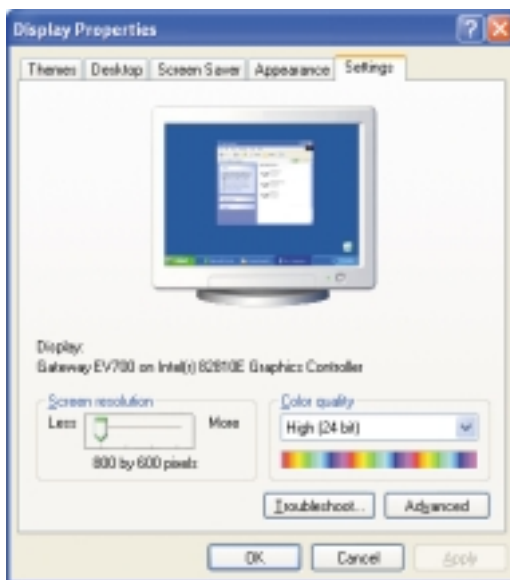 Display Properties
Themes Desktop Screen Saver Appearance Settings
Display:
Gateway EV700 on Intel(r) 82810E Graphics Controller
Screen resolution
Less More
800 by 600 pixels
Color quality
High (24 bit)
Troubleshoot... Advanced
OK Cancel Apply